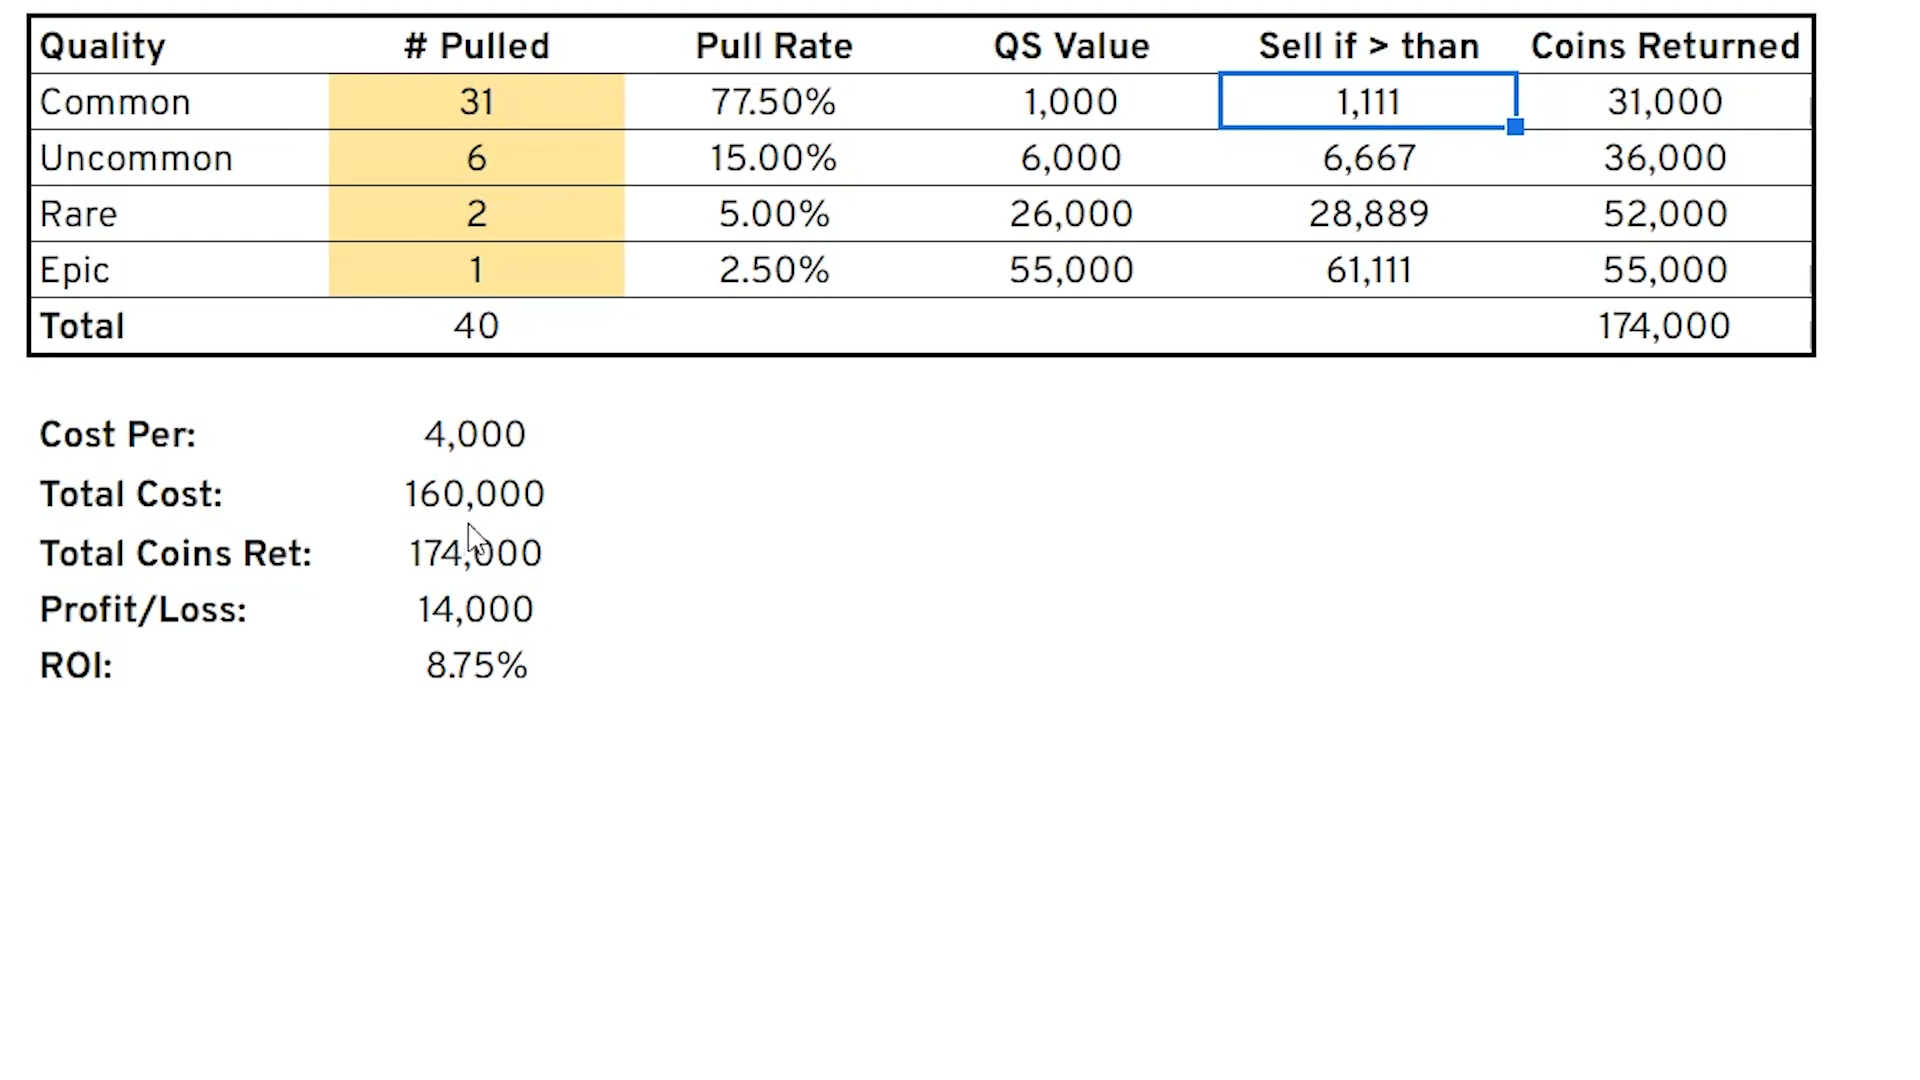 Quality # Pulled Pull Rate QS Value Sell if > than Coins Returned
Common 31 77.50% 1,000 1,111 31,000
Uncommon 6 15.00% 6,000 6,667 36,000
Rare 2 5.00% 26,000 28,889 52,000
Epic 1 2.50% 55,000 61,111 55,000
Total 40 174,000
Cost Per: 4,000
Total Cost: 160,000
Total Coins Ret: 174,000
Profit/Loss: 14,000
ROI: 8.75%